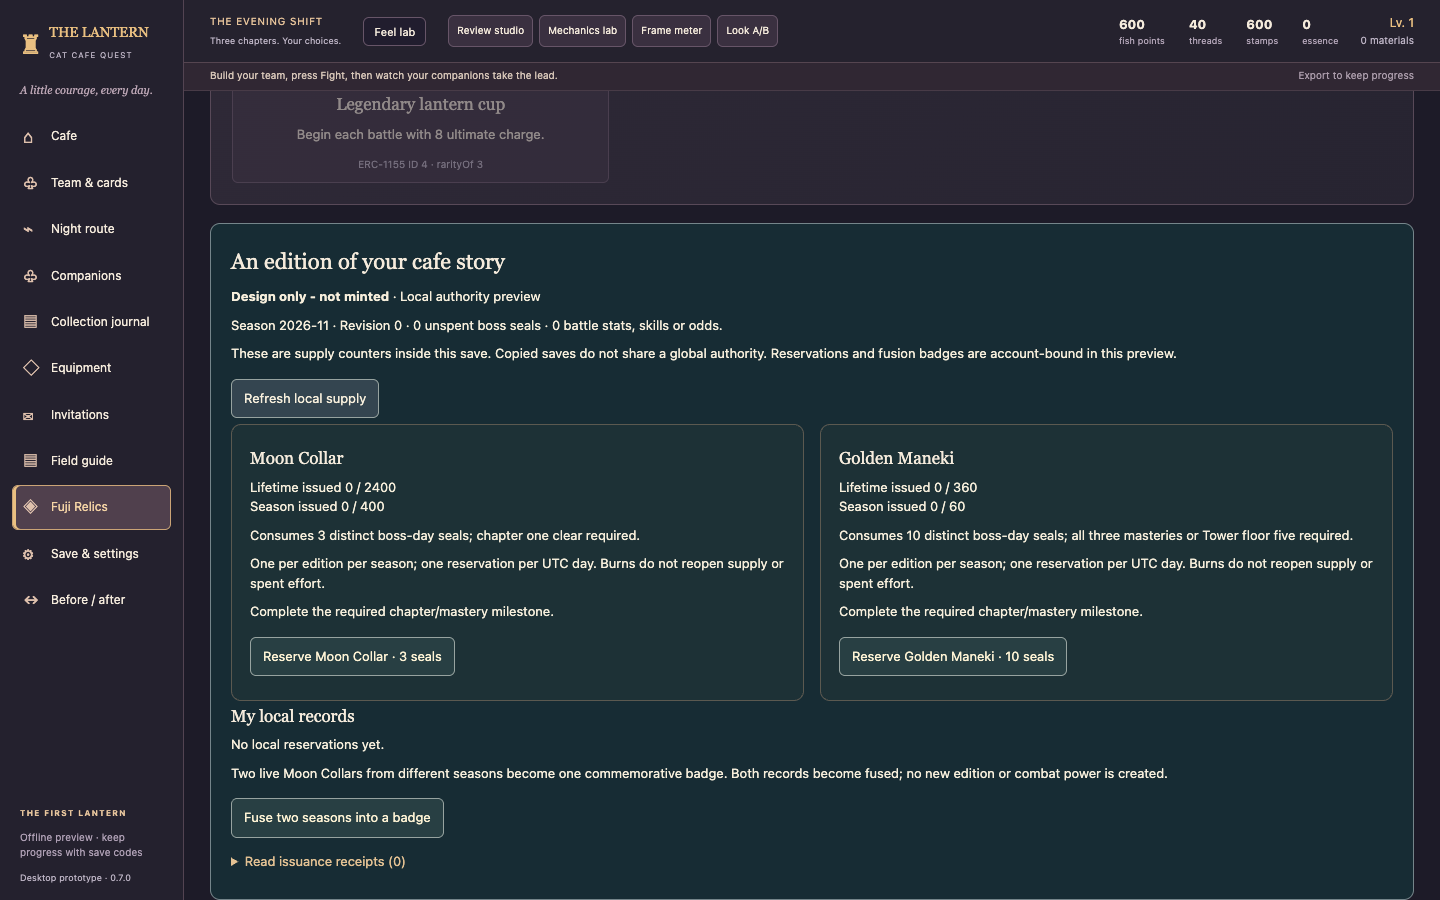 THE LANTERN
CAT CAFE QUEST
A little courage, every day.
Cafe
Team & cards
Night route
Companions
Collection journal
Equipment
Invitations
Field guide
Fuji Relics
Save & settings
Before / after
THE FIRST LANTERN
Offline preview · keep
progress with save codes
Desktop prototype · 0.7.0
THE EVENING SHIFT
Three chapters. Your choices.
Feel lab
Review studio
Mechanics lab
Frame meter
Look A/B
600
fish points
40
threads
600
stamps
0
essence
Lv. 1
0 materials
Build your team, press Fight, then watch your companions take the lead.
Export to keep progress
Legendary lantern cup
Begin each battle with 8 ultimate charge.
ERC-1155 ID 4 · rarityOf 3
An edition of your cafe story
Design only - not minted · Local authority preview
Season 2026-11 · Revision 0 · 0 unspent boss seals · 0 battle stats, skills or odds.
These are supply counters inside this save. Copied saves do not share a global authority. Reservations and fusion badges are account-bound in this preview.
Refresh local supply
Moon Collar
Lifetime issued 0 / 2400
Season issued 0 / 400
Consumes 3 distinct boss-day seals; chapter one clear required.
One per edition per season; one reservation per UTC day. Burns do not reopen supply or
spent effort.
Complete the required chapter/mastery milestone.
Reserve Moon Collar · 3 seals
Golden Maneki
Lifetime issued 0 / 360
Season issued 0 / 60
Consumes 10 distinct boss-day seals; all three masteries or Tower floor five required.
One per edition per season; one reservation per UTC day. Burns do not reopen supply or
spent effort.
Complete the required chapter/mastery milestone.
Reserve Golden Maneki · 10 seals
My local records
No local reservations yet.
Two live Moon Collars from different seasons become one commemorative badge. Both records become fused; no new edition or combat power is created.
Fuse two seasons into a badge
Read issuance receipts (0)